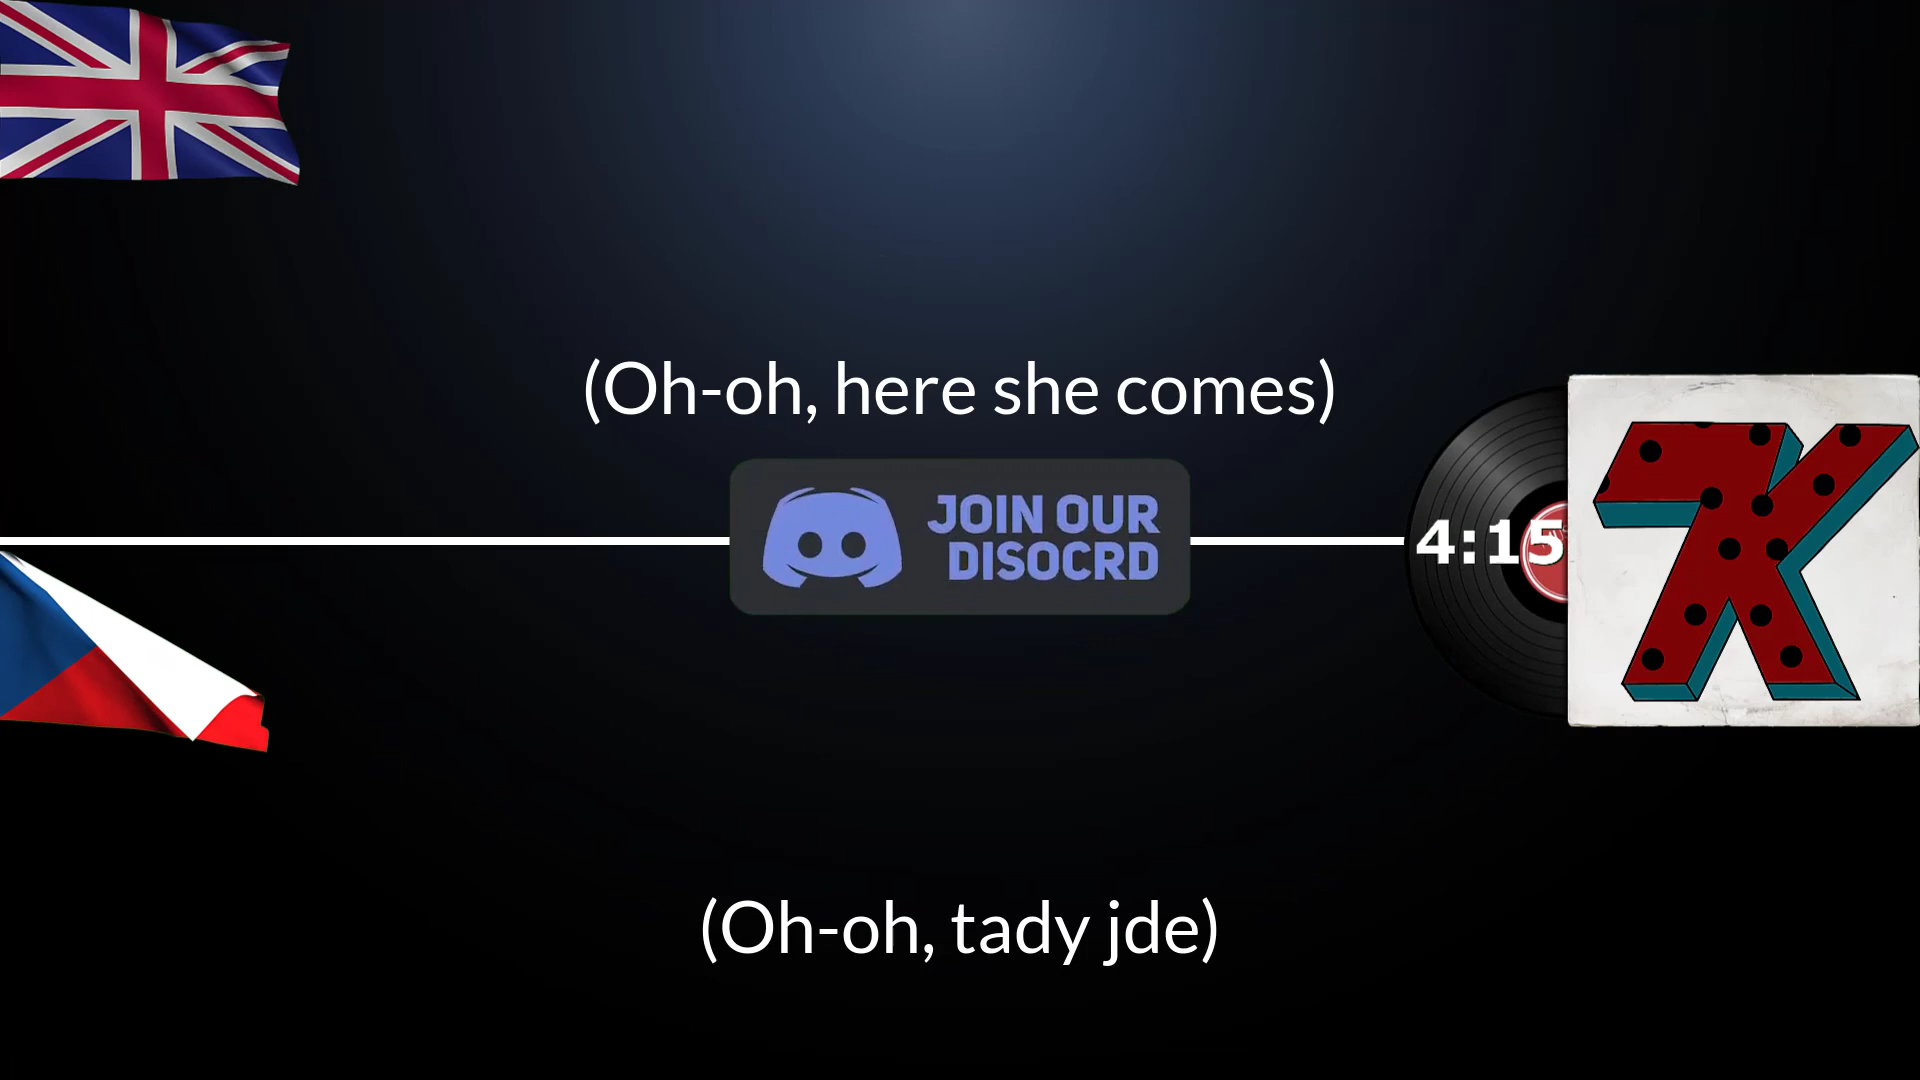 (Oh-oh, here she comes)
JOIN OUR
DISOCRD
4:15
K
(Oh-oh, tady jde)